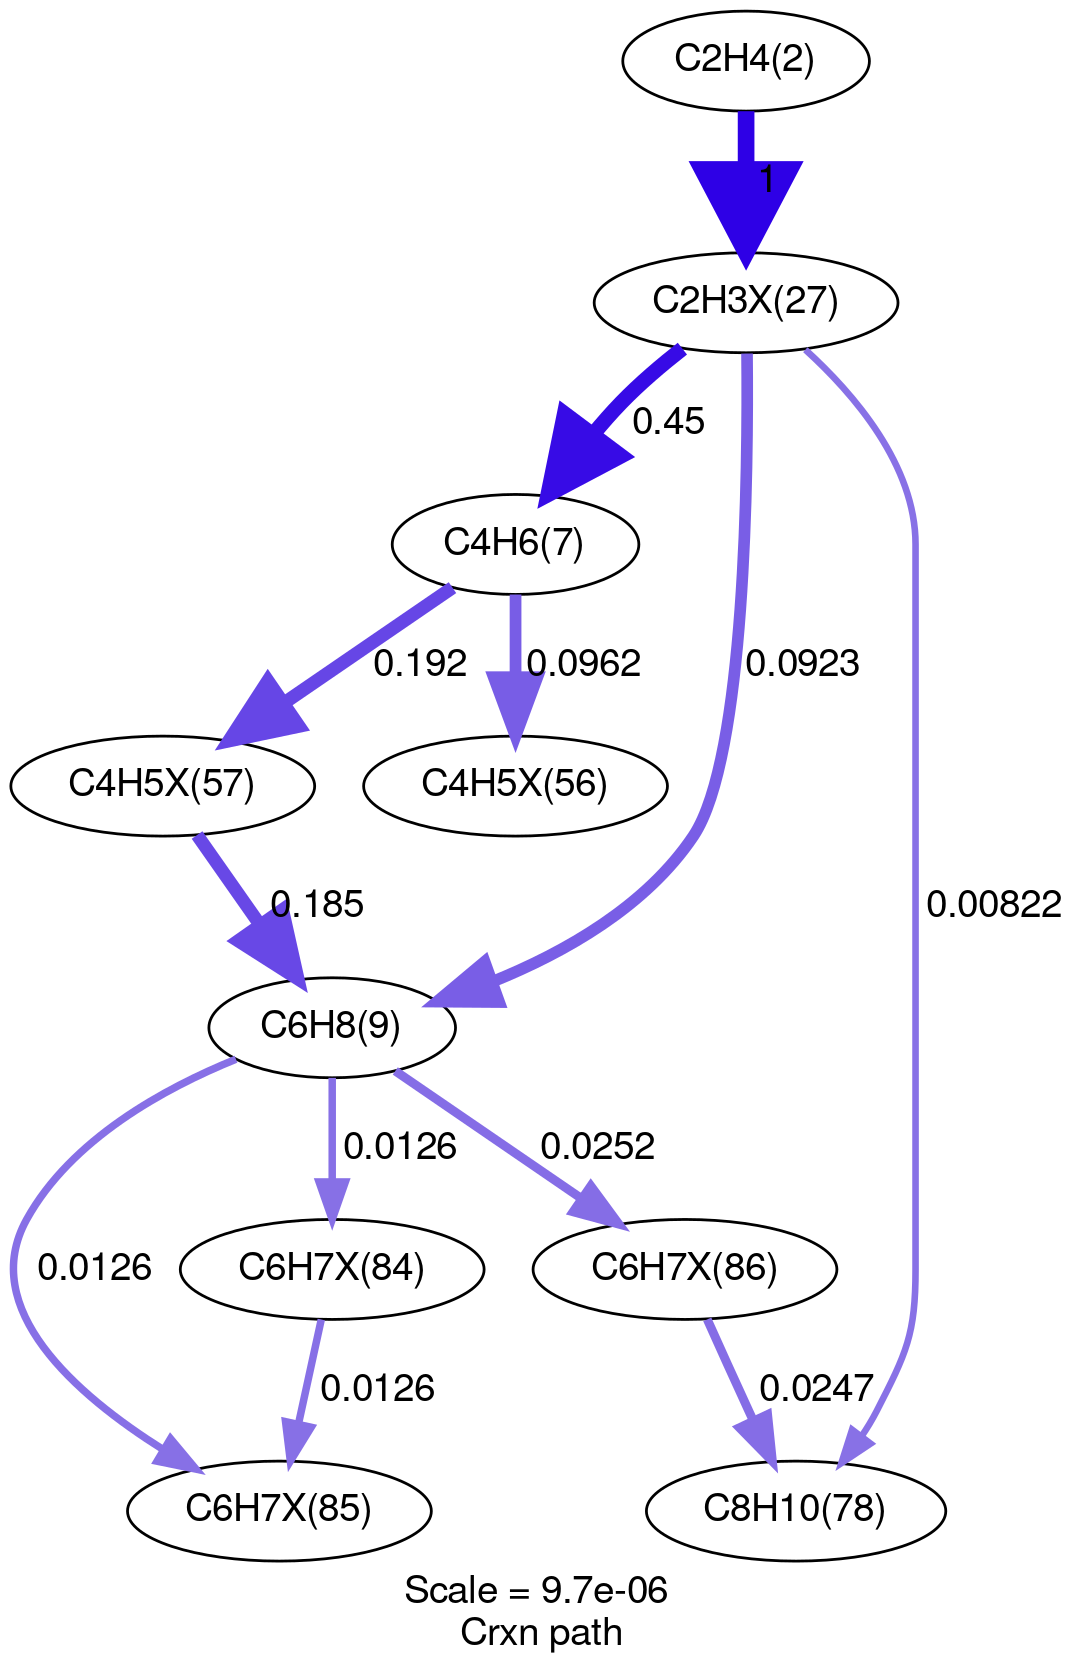 C2H4(2)
1
C2H3X(27)
0.45
C4H6(7)
0.192
0.0962
0.0923
C4H5X(57)
C4H5X(56)
0.185
0.00822
C6H8(9)
0.0126
0.0252
0.0126
C6H7X(84)
C6H7X(86)
0.0126
0.0247
C6H7X(85)
C8H10(78)
Scale = 9.7e-06
Crxn path